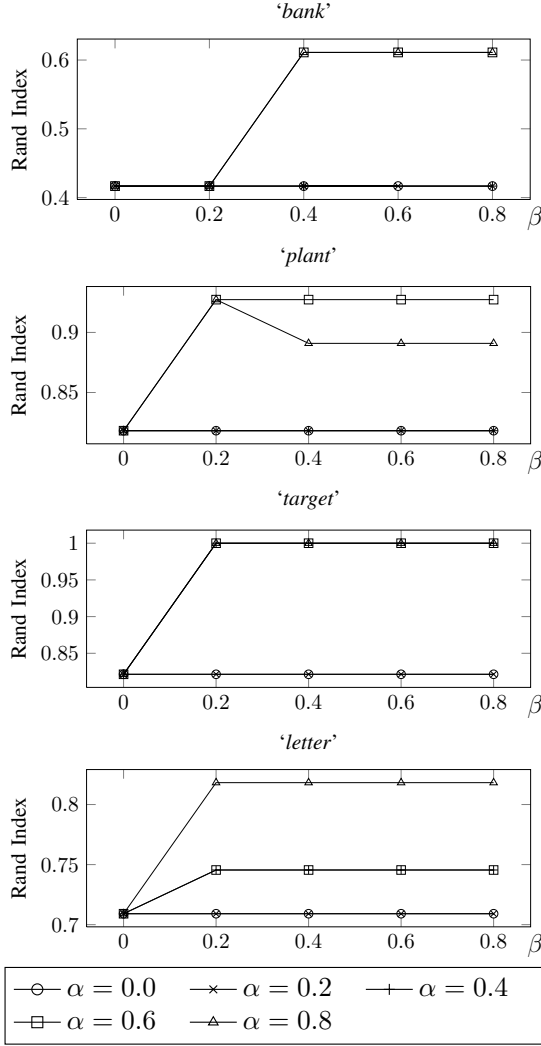 ‘bank’
0.6
0.5
0.4
Rand Index
0 0.2 0.4 0.6 0.8 β
‘plant’
0.9
0.85
Rand Index
0 0.2 0.4 0.6 0.8 β
‘target’
1
0.95
0.9
0.85
Rand Index
0 0.2 0.4 0.6 0.8 β
‘letter’
0.8
0.75
0.7
Rand Index
0 0.2 0.4 0.6 0.8 β
α = 0.0 α = 0.2 α = 0.4
α = 0.6 α = 0.8